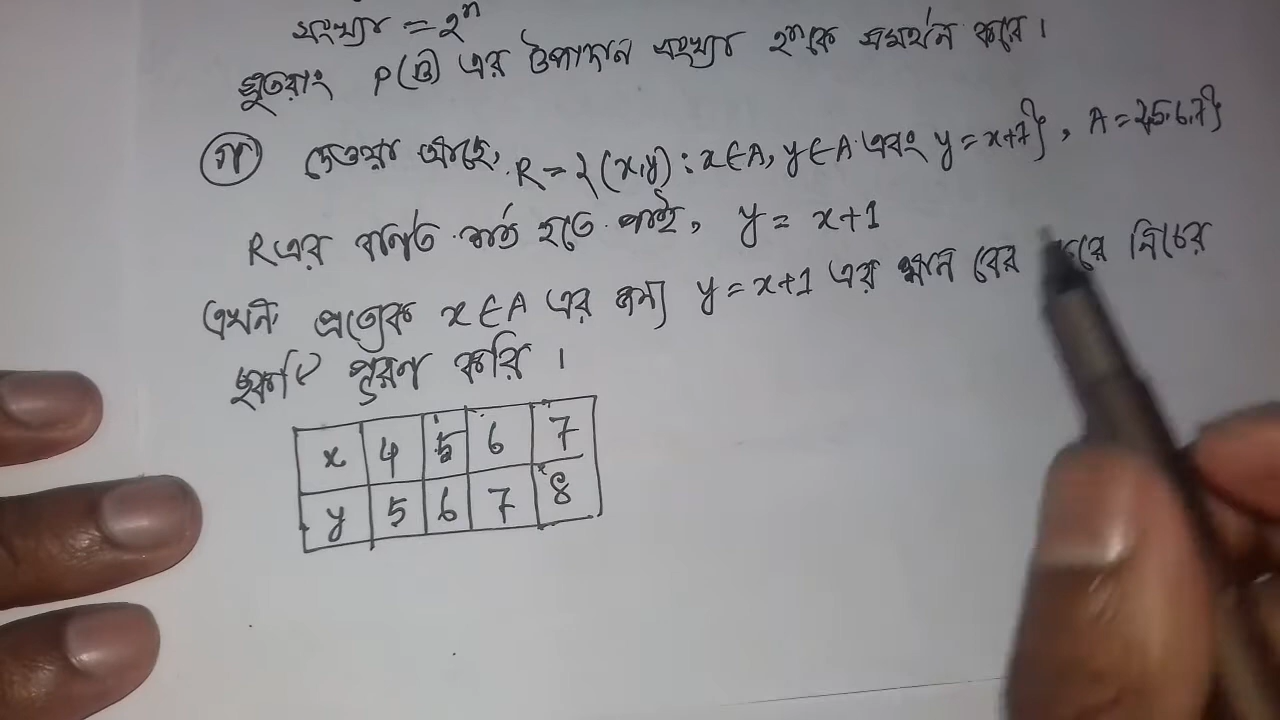 সংখ্যা = 2ⁿ
সুতরাং P(B) এর উপাদান সংখ্যা 2ⁿকে সমর্থন করে।
(গ) দেওয়া আছে, R = {(x,y) : x∈A, y∈A এবং y = x+1}, A = {4,5,6,7}
R এর বর্ণিত শর্ত হতে পাই, y = x+1
এখন প্রত্যেক x∈A এর জন্য y = x+1 এর মান বের করে নিচের
ছকটি পূরণ করি।
x 4 5 6 7
y 5 6 7 8